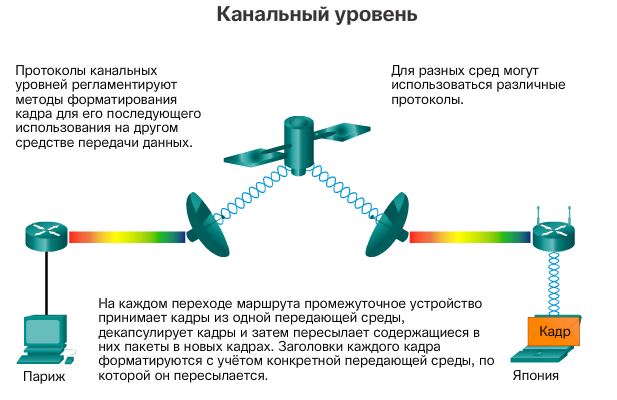 Канальный уровень
Протоколы канальных
уровней регламентируют
методы форматирования
кадра для его последующего
использования на другом
средстве передачи данных.
Для разных сред могут
использоваться различные
протоколы.
На каждом переходе маршрута промежуточное устройство
принимает кадры из одной передающей среды,
декапсулирует кадры и затем пересылает содержащиеся в
них пакеты в новых кадрах. Заголовки каждого кадра
форматируются с учётом конкретной передающей среды, по
которой он пересылается.
Кадр
Париж
Япония